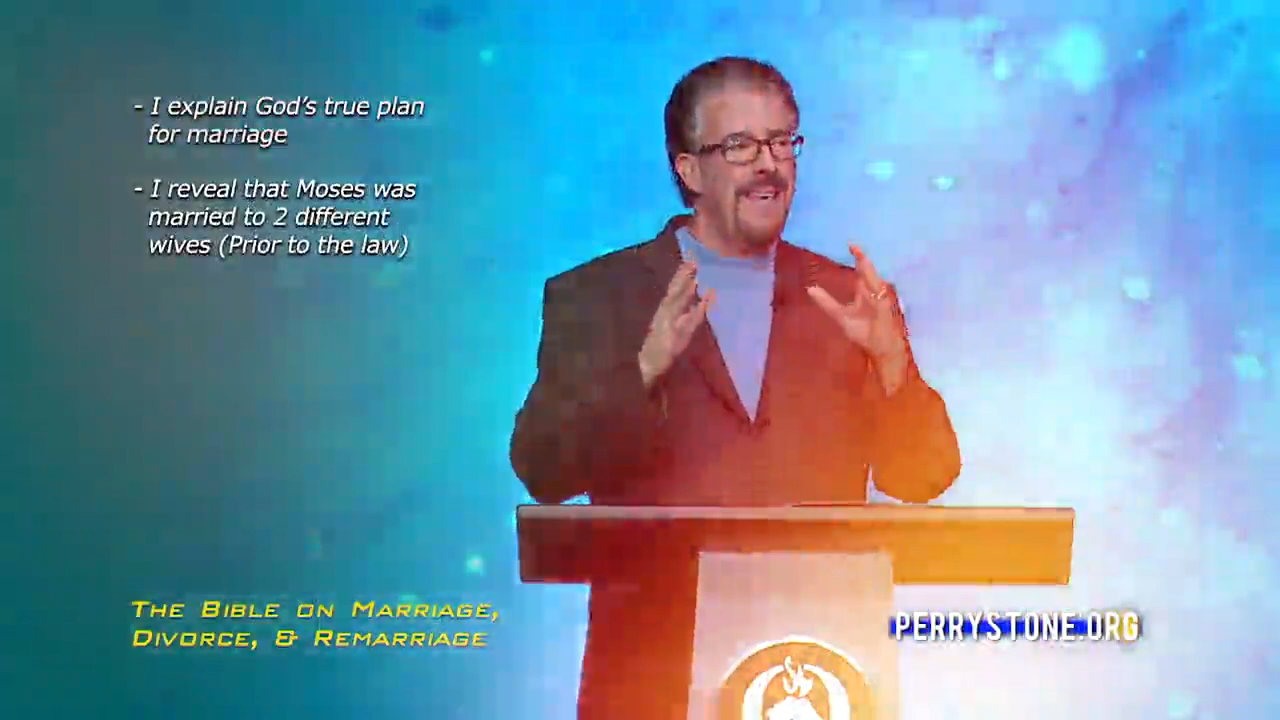 - I explain God's true plan
for marriage
- I reveal that Moses was
married to 2 different
wives (Prior to the law)
The Bible on Marriage,
Divorce, & Remarriage
PERRYSTONE.ORG